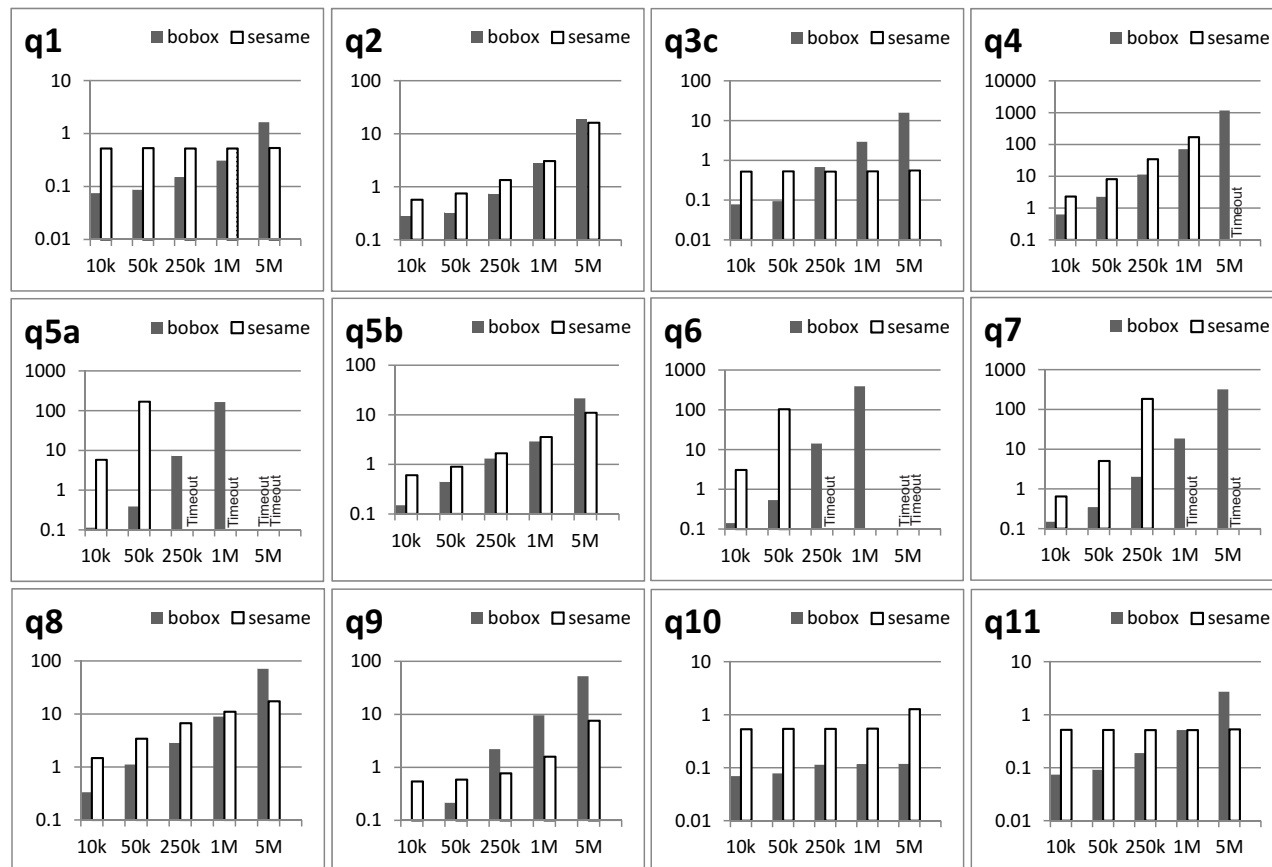 q1 bobox sesame
10
1
0.1
0.01
10k 50k 250k 1M 5M
q2 bobox sesame
100
10
1
0.1
10k 50k 250k 1M 5M
q3c bobox sesame
100
10
1
0.1
0.01
10k 50k 250k 1M 5M
q4 bobox sesame
10000
1000
100
10
1
0.1
Timeout
10k 50k 250k 1M 5M
q5a bobox sesame
1000
100
10
1
0.1
Timeout
Timeout
Timeout
Timeout
10k 50k 250k 1M 5M
q5b bobox sesame
100
10
1
0.1
10k 50k 250k 1M 5M
q6 bobox sesame
1000
100
10
1
0.1
Timeout
Timeout
Timeout
Timeout
10k 50k 250k 1M 5M
q7 bobox sesame
1000
100
10
1
0.1
Timeout
Timeout
10k 50k 250k 1M 5M
q8 bobox sesame
100
10
1
0.1
10k 50k 250k 1M 5M
q9 bobox sesame
100
10
1
0.1
10k 50k 250k 1M 5M
q10 bobox sesame
10
1
0.1
0.01
10k 50k 250k 1M 5M
q11 bobox sesame
10
1
0.1
0.01
10k 50k 250k 1M 5M